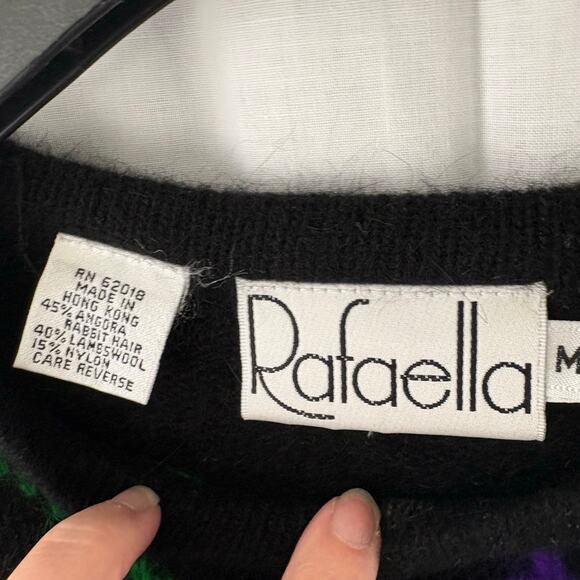 RN 62018
MADE IN
HONG KONG
45% ANGORA
RABBIT HAIR
40% LAMBSWOOL
15% NYLON
CARE REVERSE
Rafaella
M